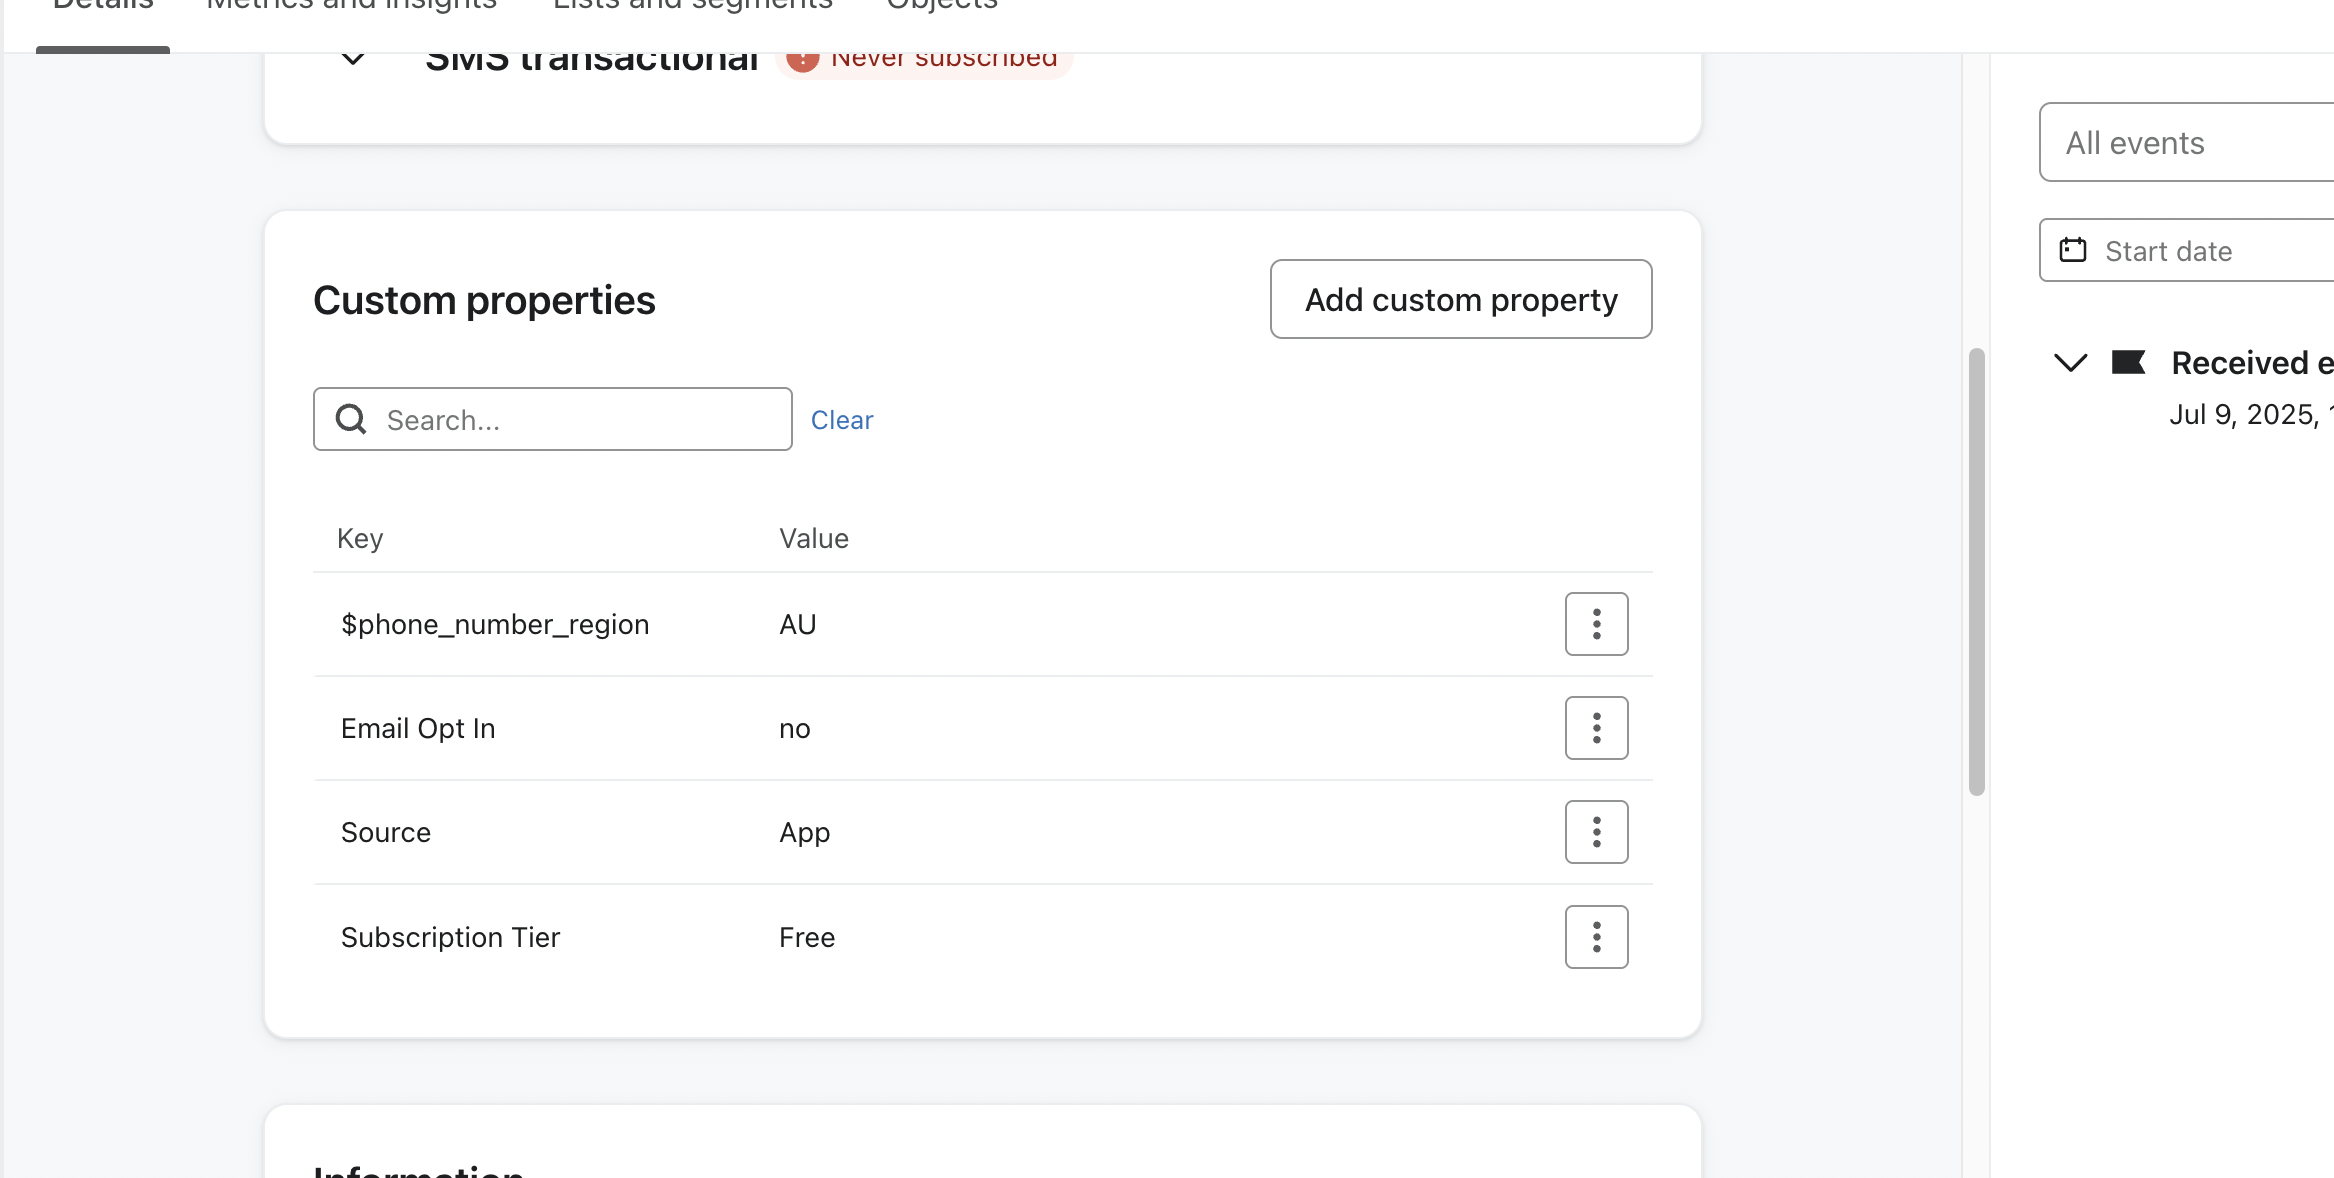 Details Metrics and insights Lists and segments Objects
SMS transactional Never subscribed
Custom properties
Add custom property
Search...
Clear
Key Value
$phone_number_region AU
Email Opt In no
Source App
Subscription Tier Free
Information
All events
Start date
Received e
Jul 9, 2025,